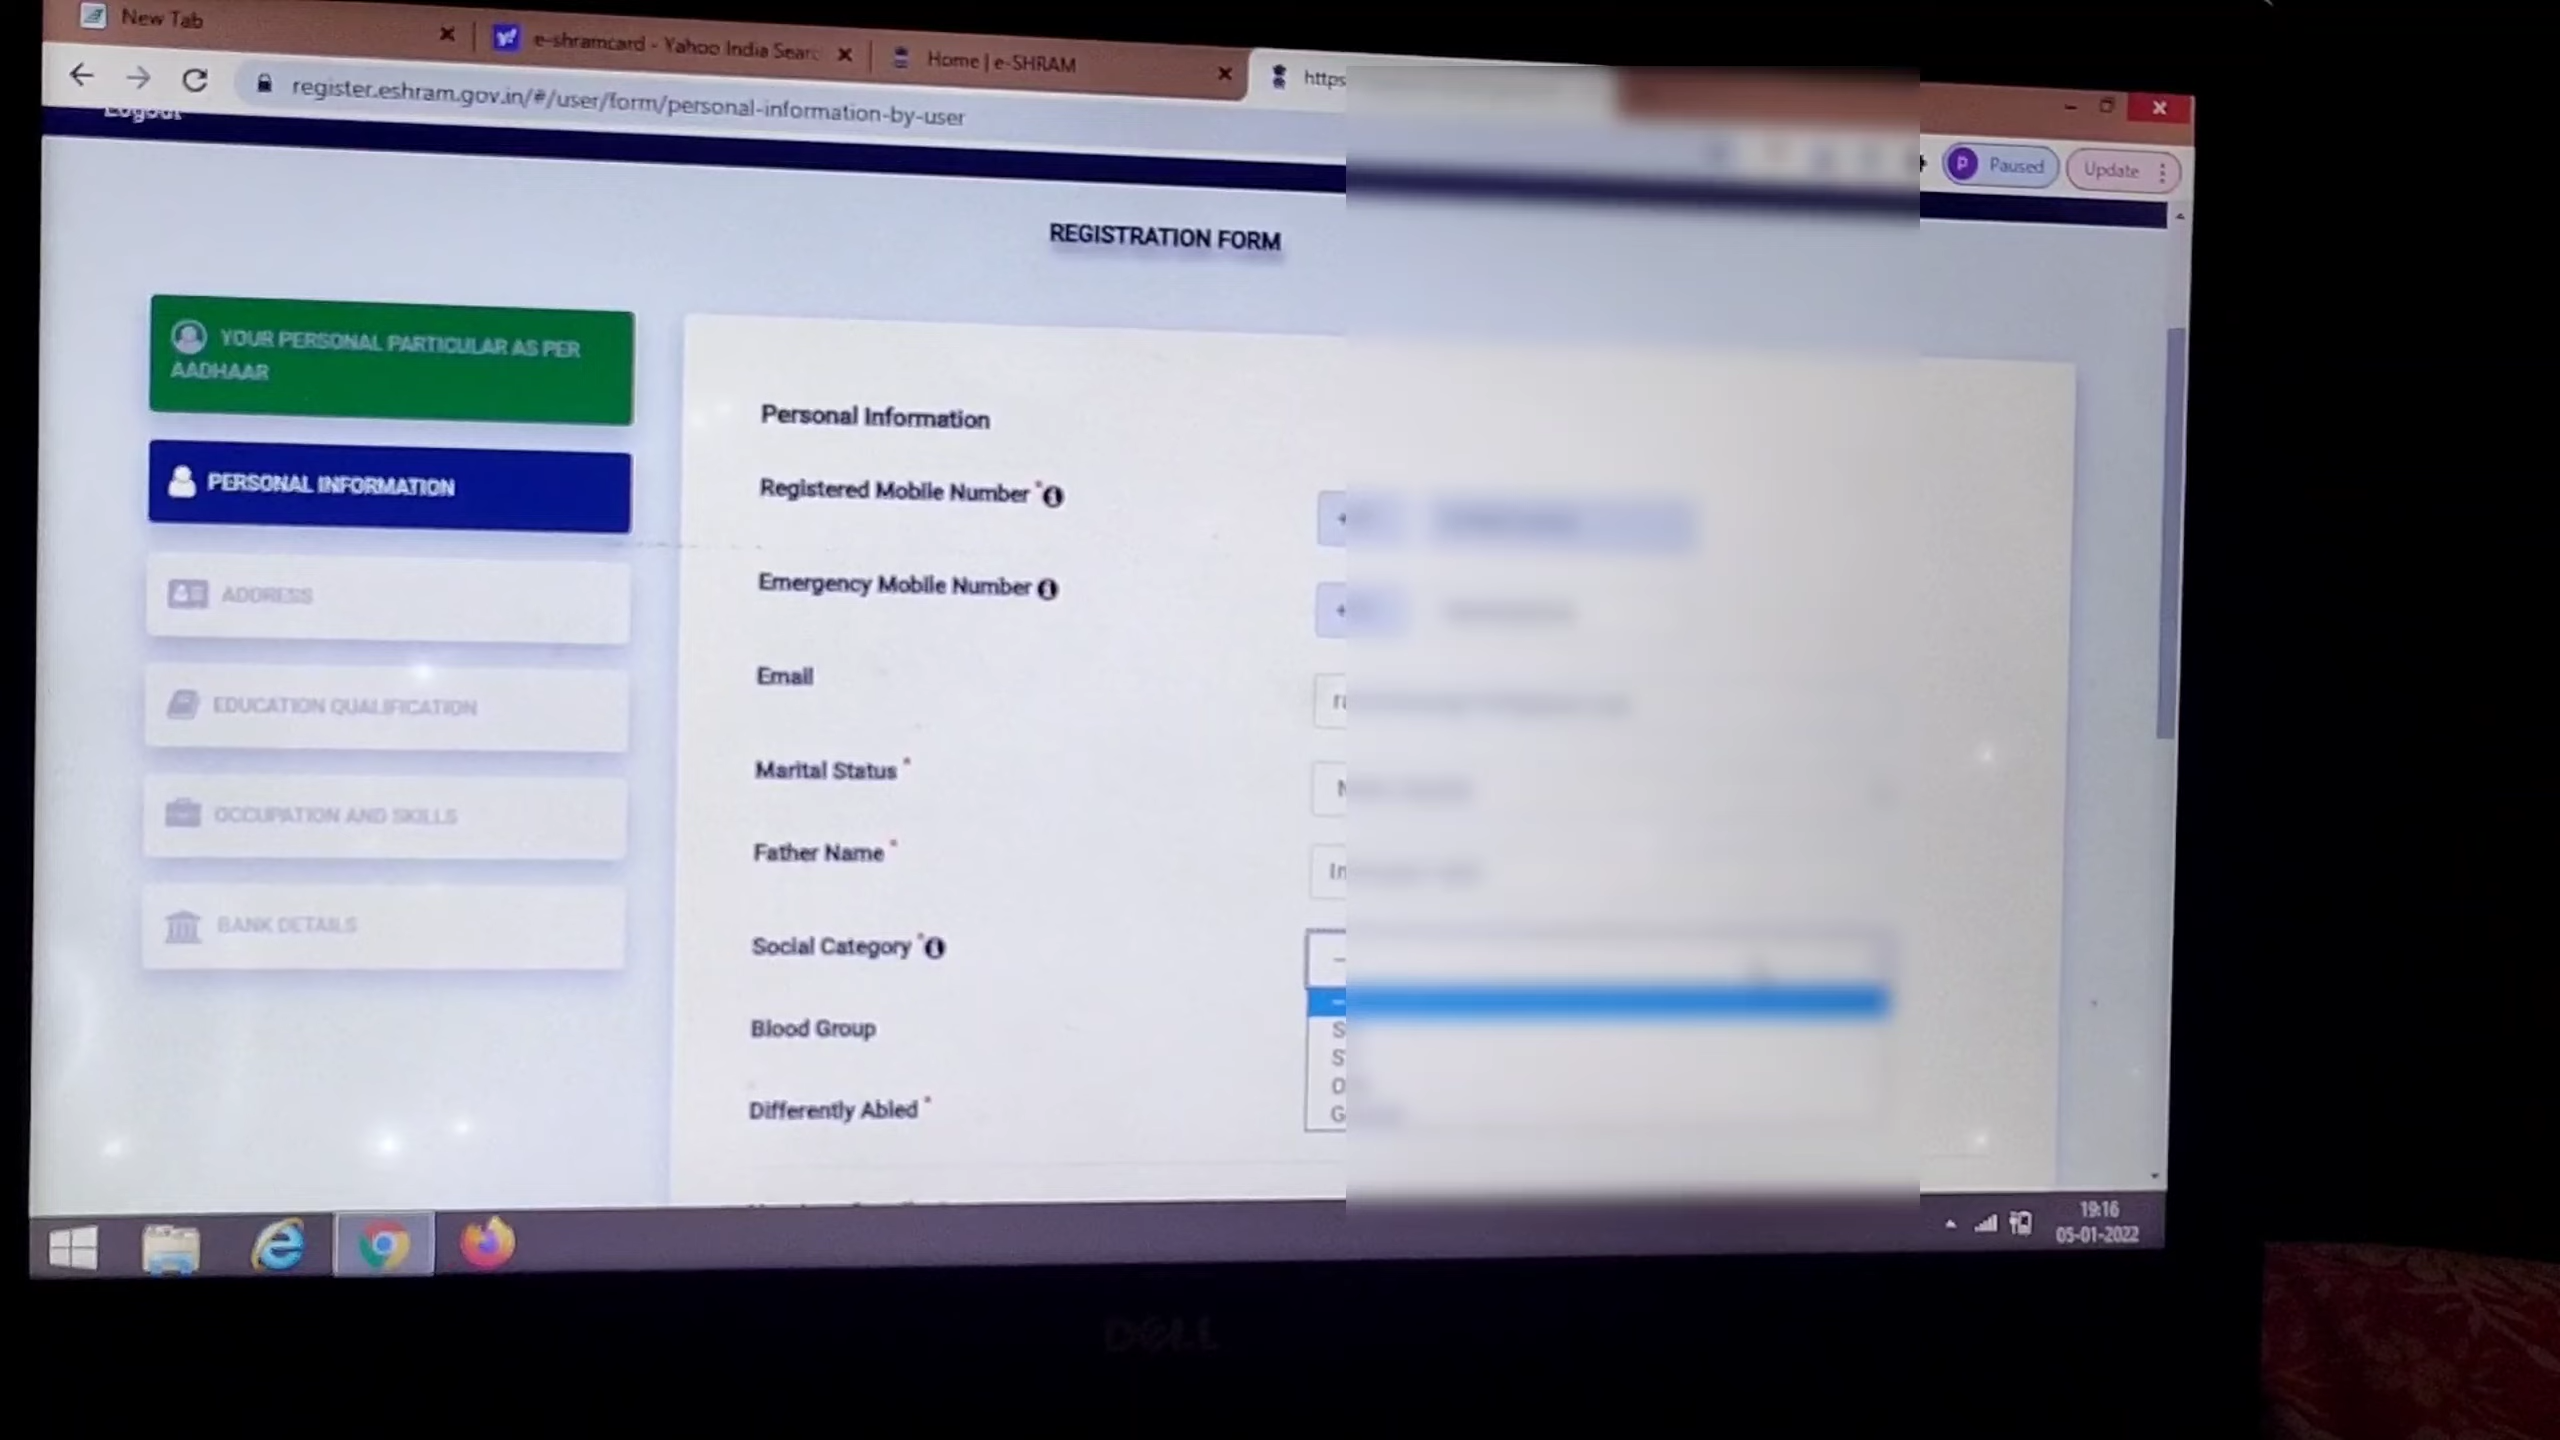 New Tab
e-shramcard - Yahoo India Searc
Home | e-SHRAM
https
register.eshram.gov.in/#/user/form/personal-information-by-user
Paused
Update
Logout
REGISTRATION FORM
YOUR PERSONAL PARTICULAR AS PER
AADHAAR
PERSONAL INFORMATION
ADDRESS
EDUCATION QUALIFICATION
OCCUPATION AND SKILLS
BANK DETAILS
Personal Information
Registered Mobile Number *
Emergency Mobile Number
Email
Marital Status *
Father Name *
Social Category *
Blood Group
Differently Abled *
19:16
05-01-2022
DELL